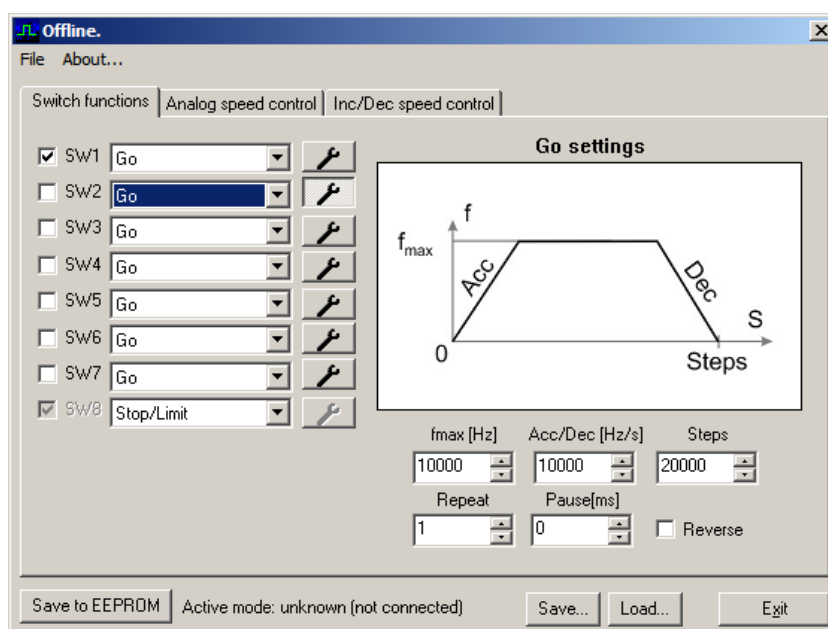 Offline.
File About...
Switch functions Analog speed control Inc/Dec speed control
SW1 Go
SW2 Go
SW3 Go
SW4 Go
SW5 Go
SW6 Go
SW7 Go
SW8 Stop/Limit
Go settings
f
fmax
Acc
Dec
S
0
Steps
fmax [Hz] Acc/Dec [Hz/s] Steps
10000 10000 20000
Repeat Pause[ms]
1 0 Reverse
Save to EEPROM Active mode: unknown (not connected) Save... Load... Exit